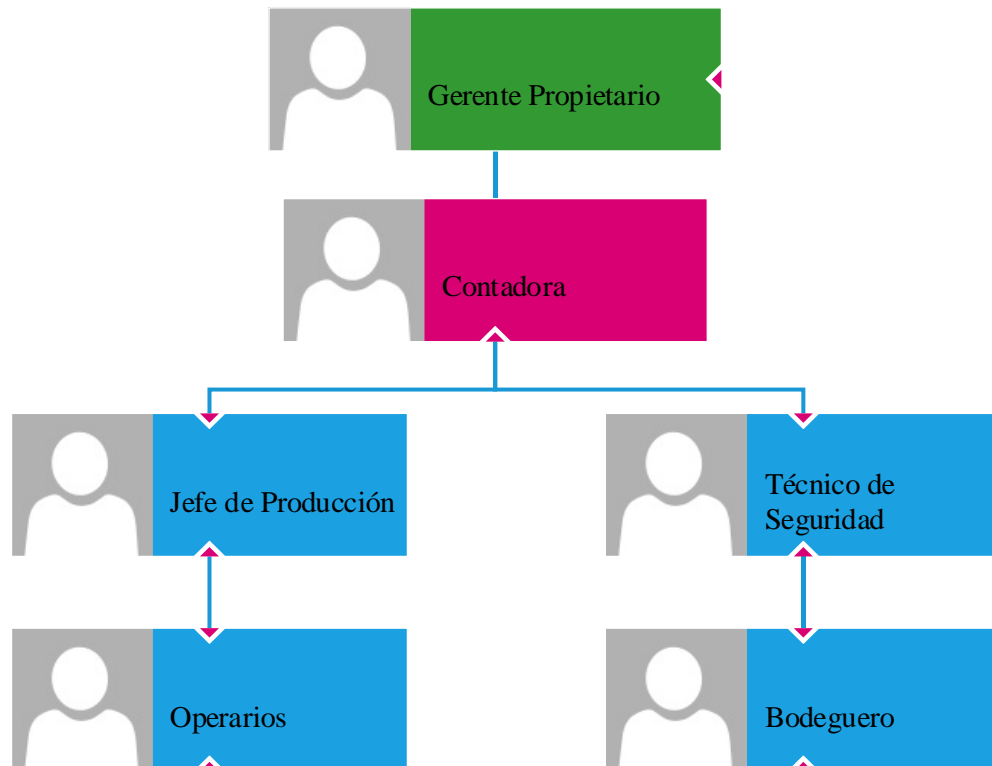 Gerente Propietario
Contadora
Jefe de Producción
Técnico de
Seguridad
Operarios
Bodeguero